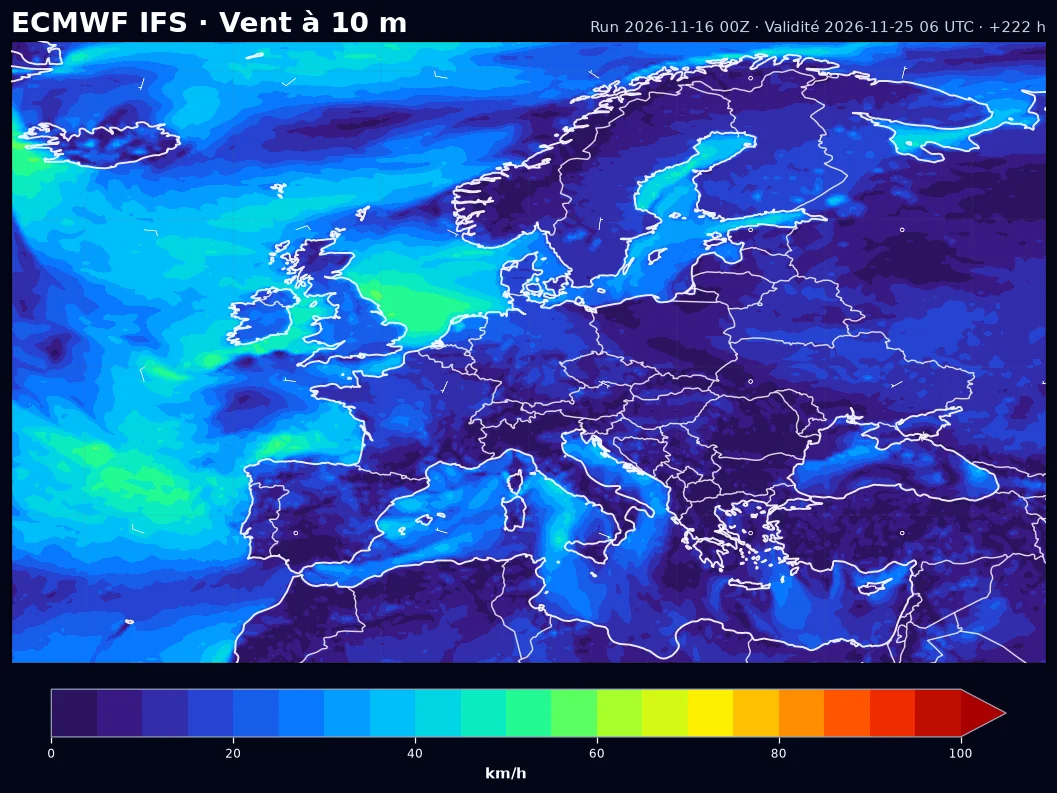 ECMWF IFS · Vent à 10 m
Run 2026-11-16 00Z · Validité 2026-11-25 06 UTC · +222 h
0 20 40 60 80 100
km/h